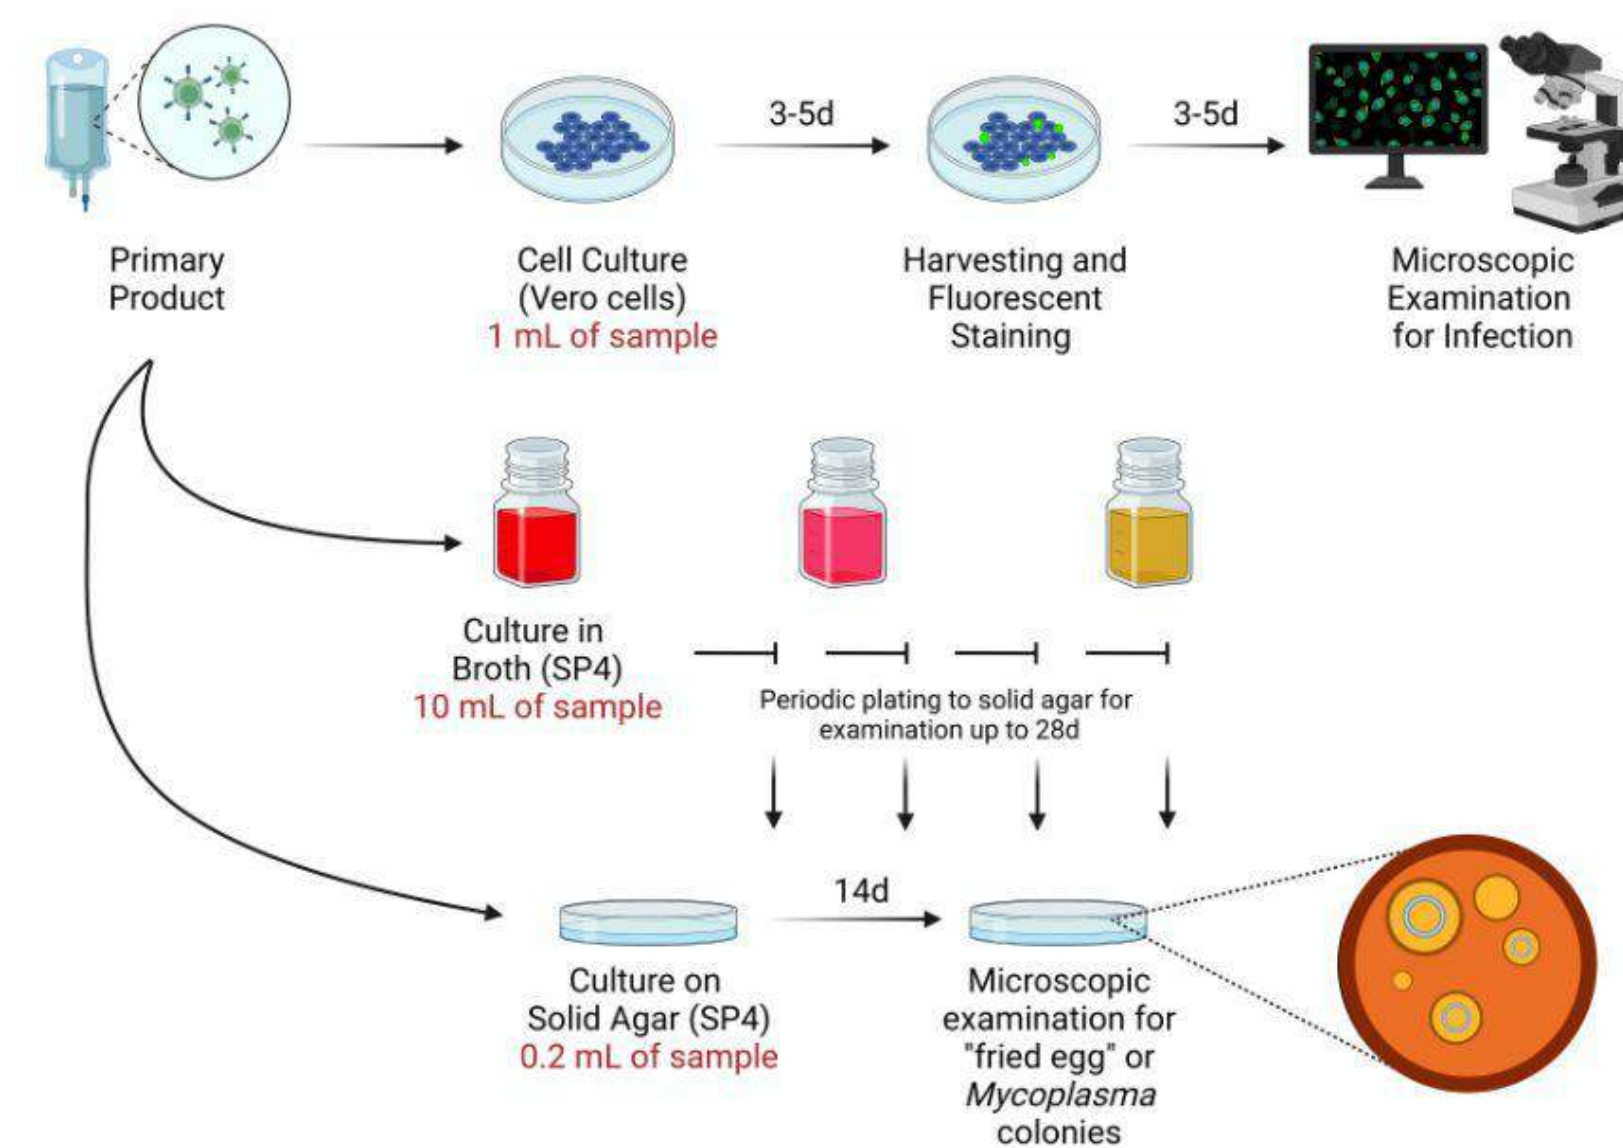 3-5d
3-5d
Primary
Product
Cell Culture
(Vero cells)
1 mL of sample
Harvesting and
Fluorescent
Staining
Microscopic
Examination
for Infection
Culture in
Broth (SP4)
10 mL of sample
Periodic plating to solid agar for
examination up to 28d
14d
Culture on
Solid Agar (SP4)
0.2 mL of sample
Microscopic
examination for
"fried egg" or
Mycoplasma
colonies